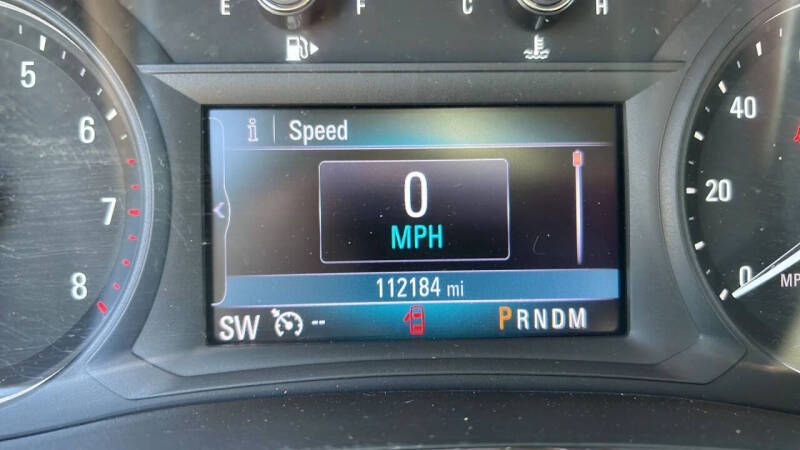 E F C H
5
6
7
8
i Speed
0
MPH
112184 mi
SW -- PRNDM
40
20
0